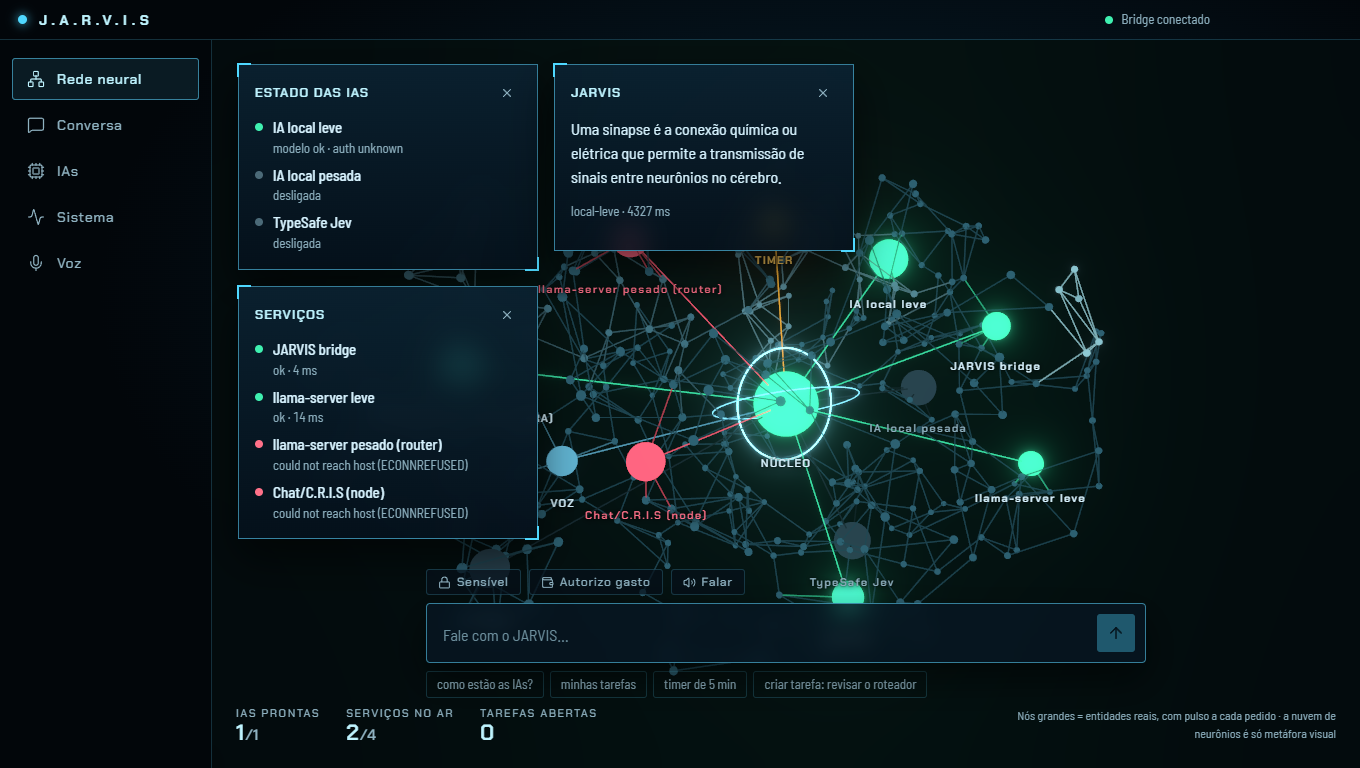 J.A.R.V.I.S
Bridge conectado
Rede neural
Conversa
IAs
Sistema
Voz
ESTADO DAS IAS
IA local leve
modelo ok · auth unknown
IA local pesada
desligada
TypeSafe Jev
desligada
JARVIS
Uma sinapse é a conexão química ou
elétrica que permite a transmissão de
sinais entre neurônios no cérebro.
local-leve · 4327 ms
SERVIÇOS
JARVIS bridge
ok · 4 ms
llama-server leve
ok · 14 ms
llama-server pesado (router)
could not reach host (ECONNREFUSED)
Chat/C.R.I.S (node)
could not reach host (ECONNREFUSED)
TIMER
llama-server pesado (router)
IA local leve
JARVIS bridge
RA]
IA local pesada
NÚCLEO
llama-server leve
VOZ
Chat/C.R.I.S (node)
TypeSafe Jev
Sensível
Autorizo gasto
Falar
Fale com o JARVIS...
como estão as IAs?
minhas tarefas
timer de 5 min
criar tarefa: revisar o roteador
IAS PRONTAS
1/1
SERVIÇOS NO AR
2/4
TAREFAS ABERTAS
0
Nós grandes = entidades reais, com pulso a cada pedido · a nuvem de
neurônios é só metáfora visual